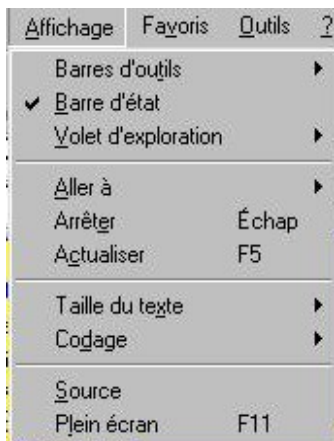 Affichage Favoris Outils ?
Barres d'outils
Barre d'état
Volet d'exploration
Aller à
Arrêter Échap
Actualiser F5
Taille du texte
Codage
Source
Plein écran F11